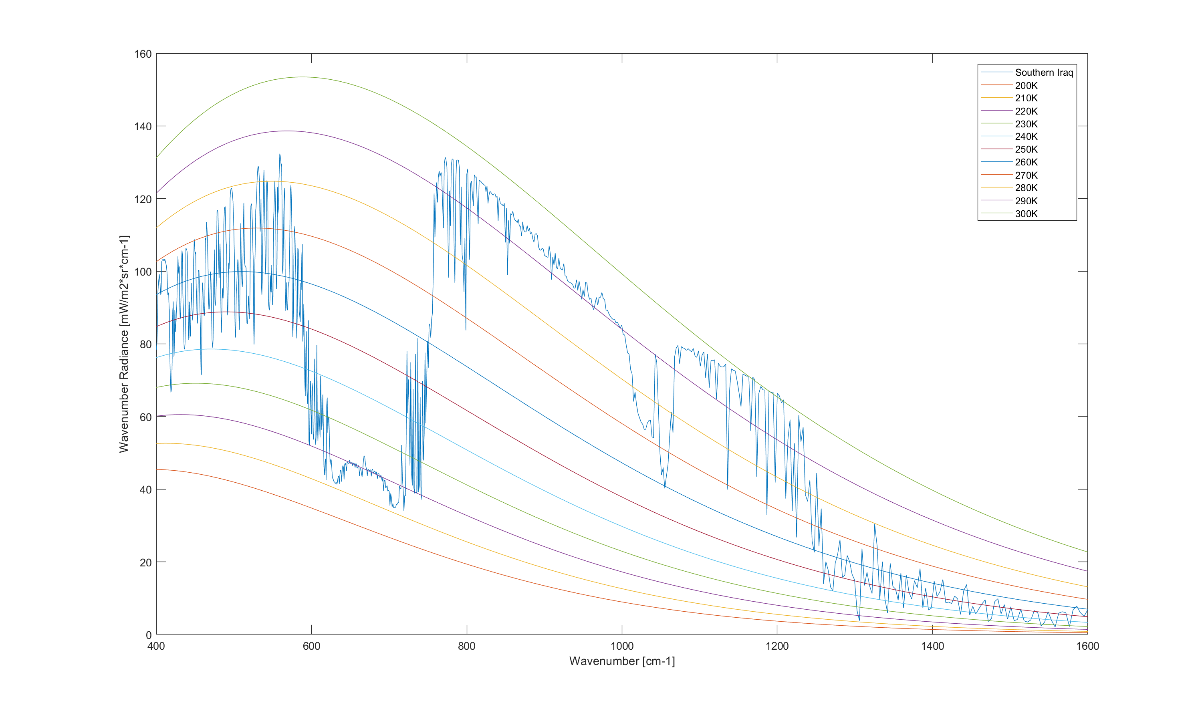 160
140
120
100
80
60
40
20
0
400
600
800
1000
1200
1400
1600
Wavenumber Radiance [mW/m2*sr*cm-1]
Wavenumber [cm-1]
Southern Iraq
200K
210K
220K
230K
240K
250K
260K
270K
280K
290K
300K